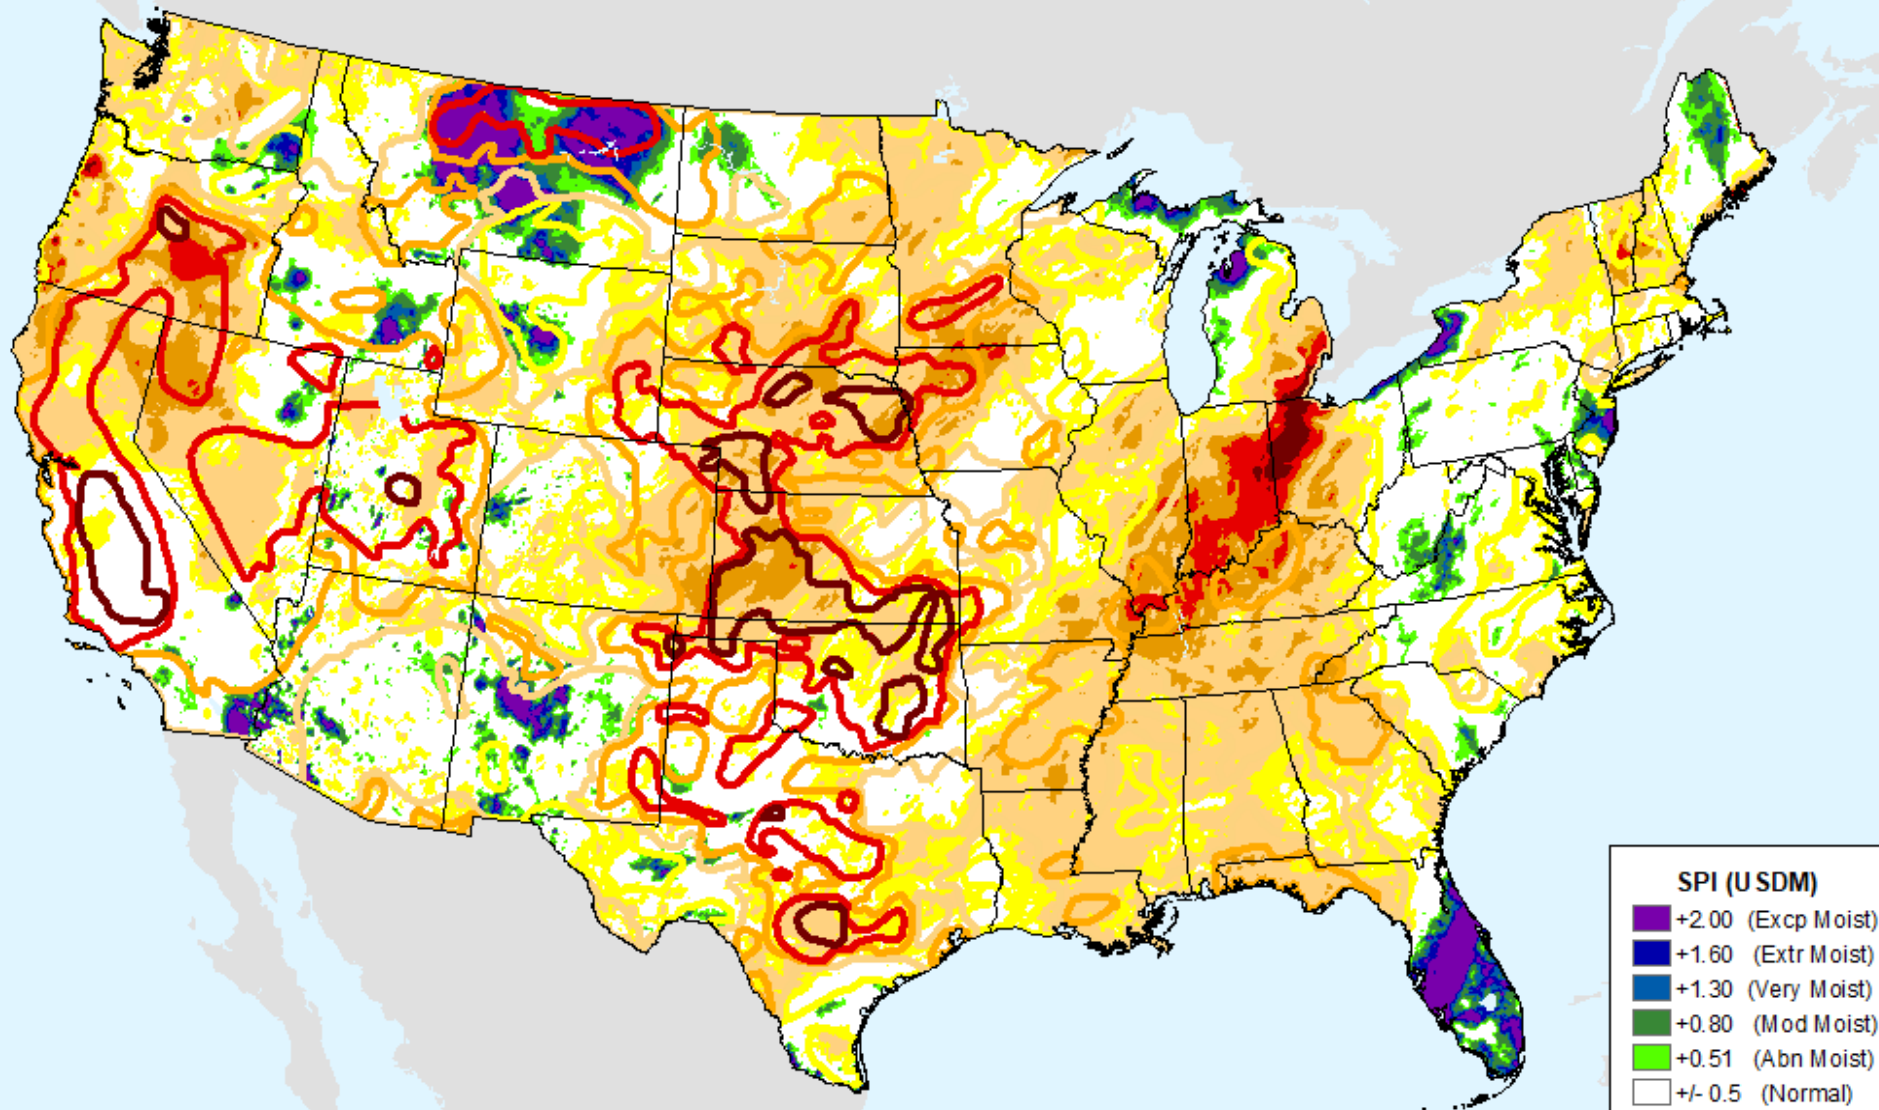 SPI (USDM)
+2.00 (Excp Moist)
+1.60 (Extr Moist)
+1.30 (Very Moist)
+0.80 (Mod Moist)
+0.51 (Abn Moist)
+/- 0.5 (Normal)